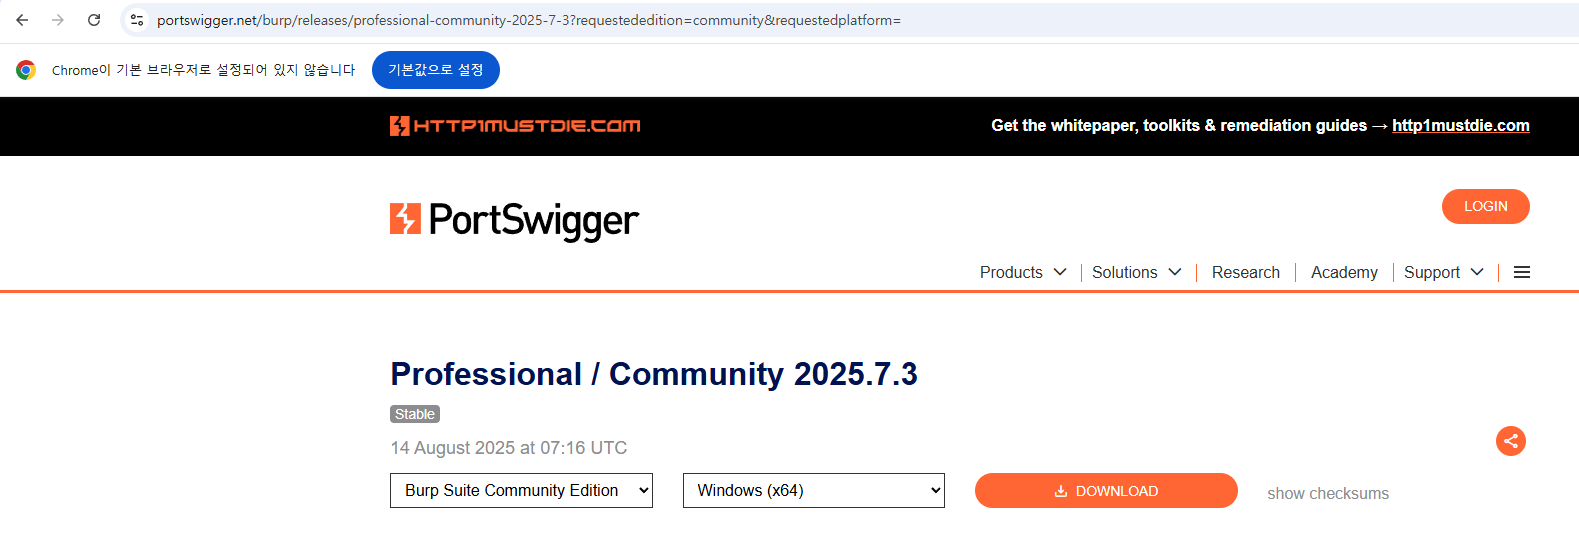 portswigger.net/burp/releases/professional-community-2025-7-3?requestededition=community&requestedplatform=
Chrome이 기본 브라우저로 설정되어 있지 않습니다 기본값으로 설정
HTTP1MUSTDIE.COM Get the whitepaper, toolkits & remediation guides → http1mustdie.com
LOGIN
PortSwigger
Products Solutions Research Academy Support
Professional / Community 2025.7.3
Stable
14 August 2025 at 07:16 UTC
Burp Suite Community Edition Windows (x64) DOWNLOAD show checksums